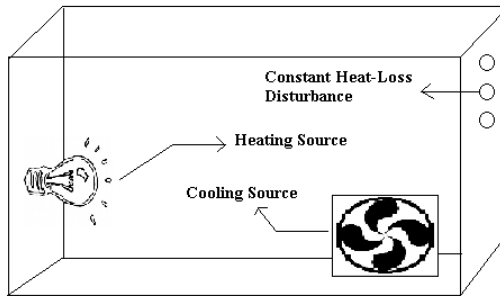 Constant Heat-Loss
Disturbance
Heating Source
Cooling Source